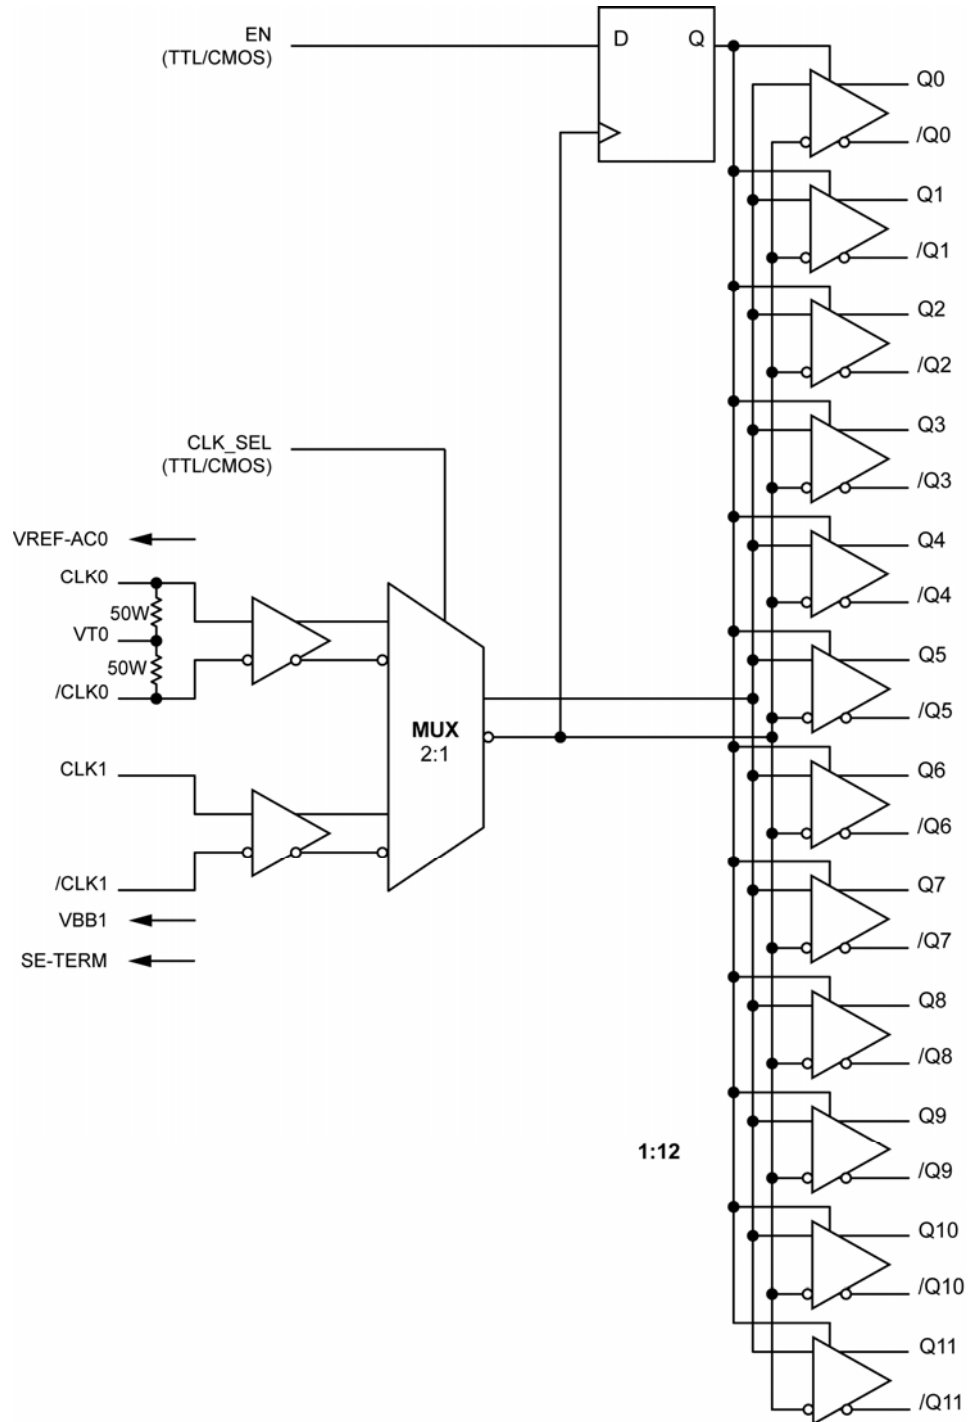 EN
(TTL/CMOS)
D Q
Q0
/Q0
Q1
/Q1
Q2
/Q2
Q3
/Q3
CLK_SEL
(TTL/CMOS)
VREF-AC0
CLK0
50W
VT0
50W
/CLK0
MUX
2:1
CLK1
/CLK1
VBB1
SE-TERM
Q4
/Q4
Q5
/Q5
Q6
/Q6
Q7
/Q7
Q8
/Q8
1:12
Q9
/Q9
Q10
/Q10
Q11
/Q11